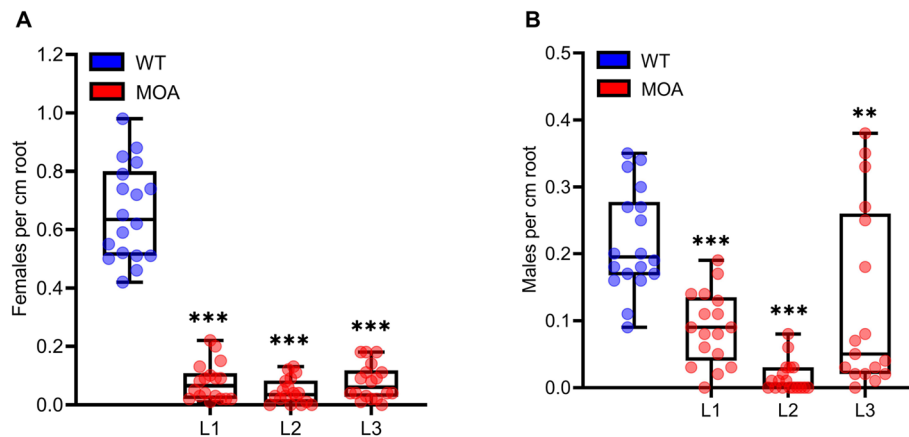 A
Females per cm root
1.2
1.0
0.8
0.6
0.4
0.2
0.0
WT
MOA
***
***
***
L1
L2
L3
B
Males per cm root
0.5
0.4
0.3
0.2
0.1
0.0
WT
MOA
***
***
**
L1
L2
L3